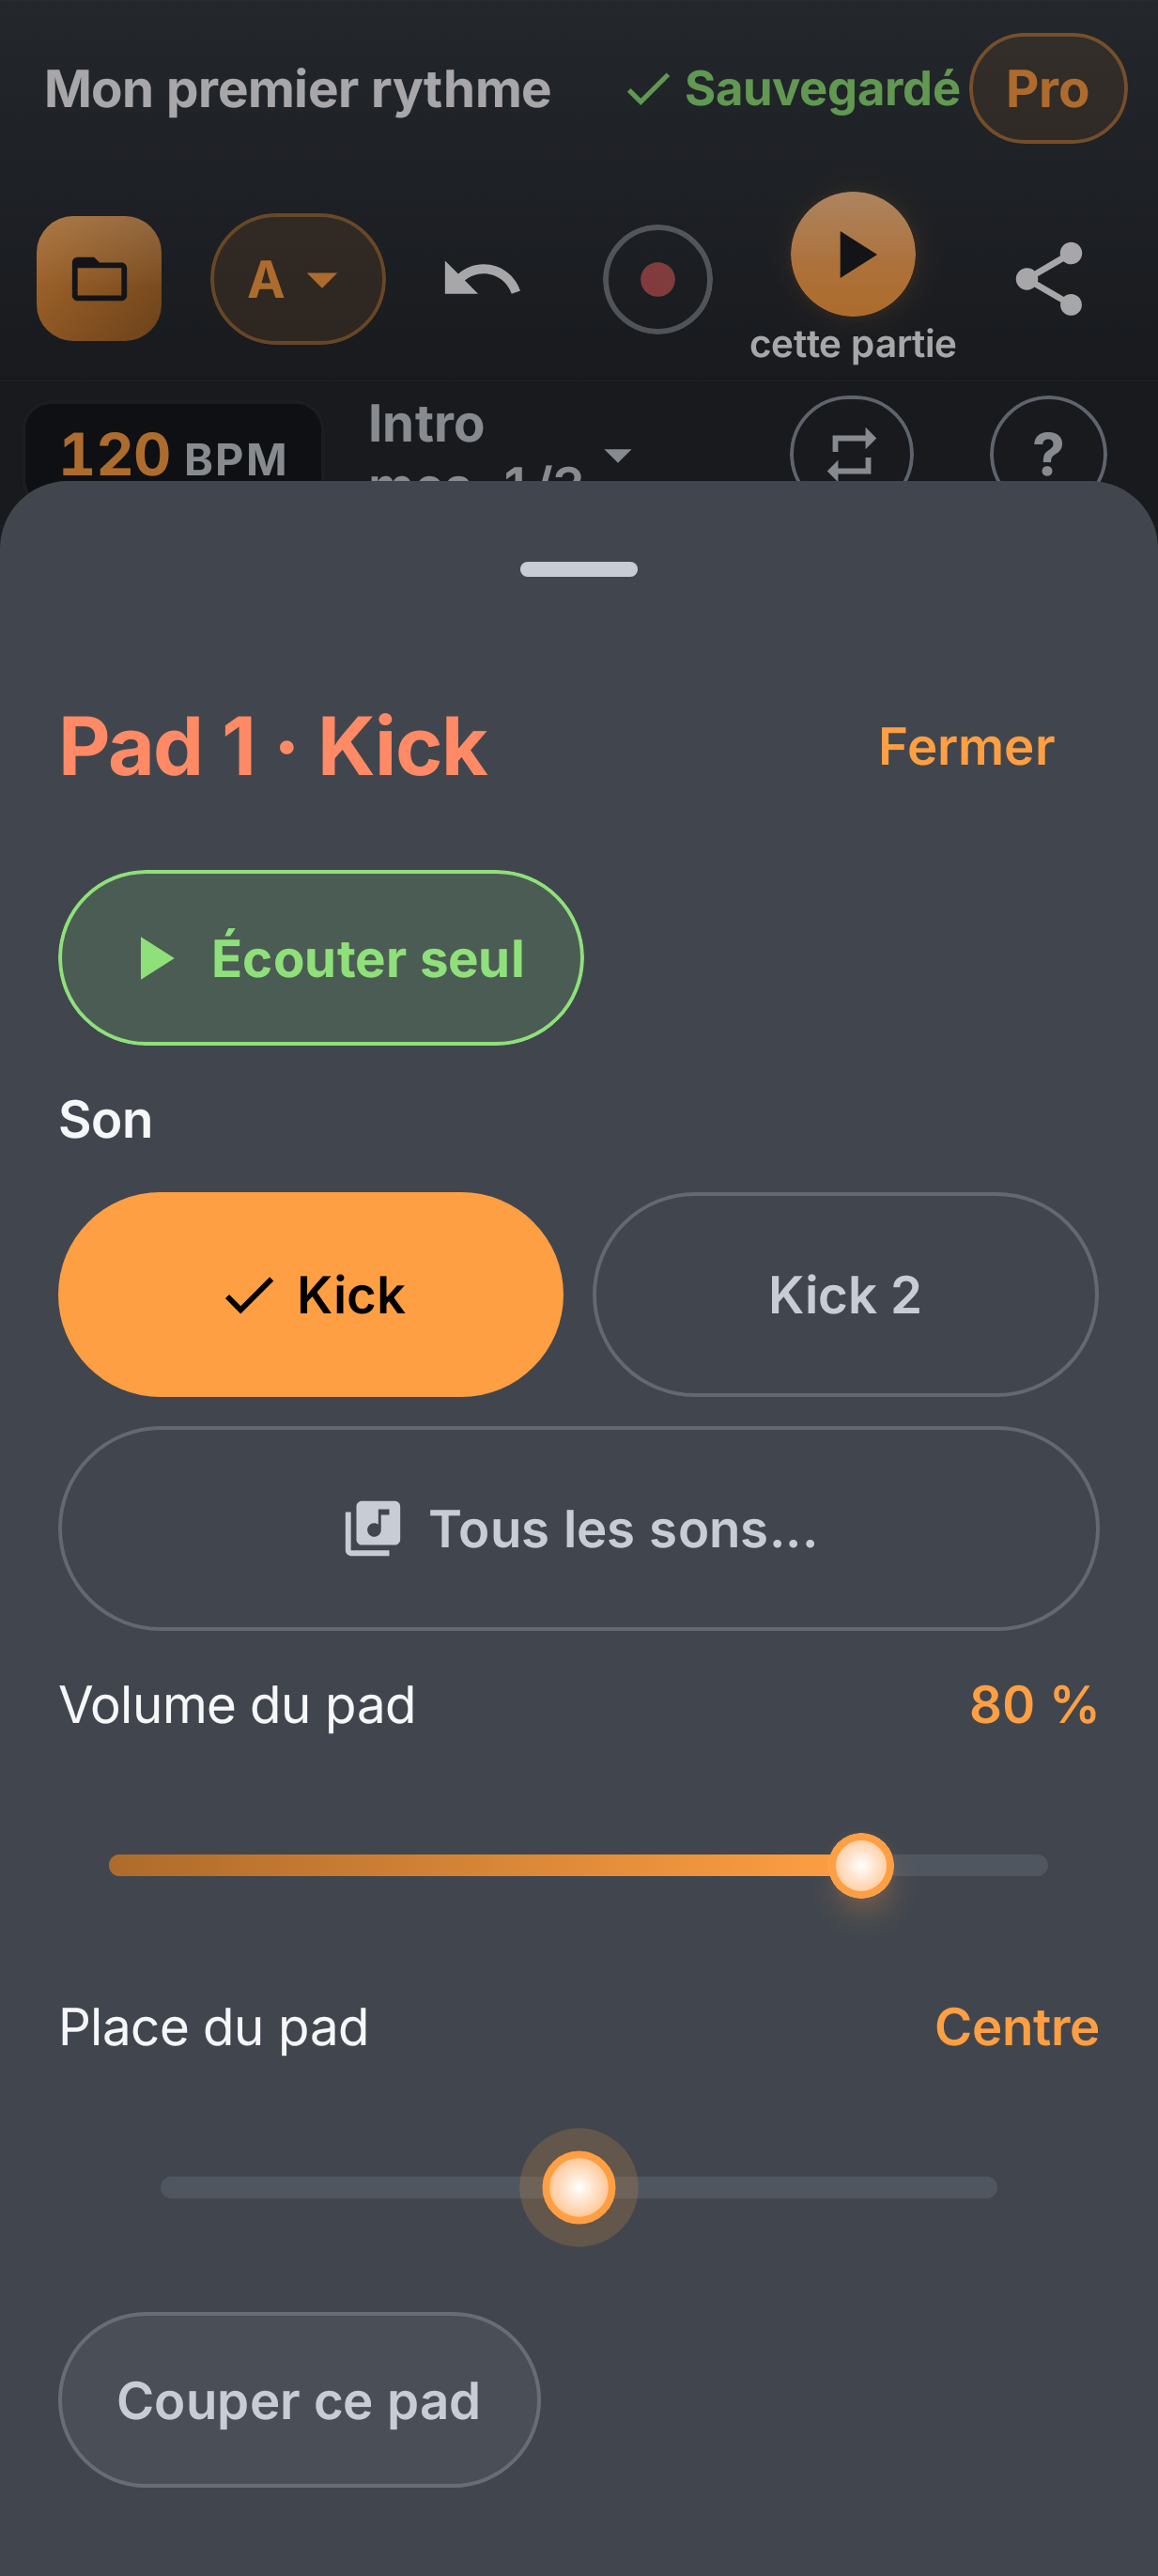 Mon premier rythme
Sauvegardé
Pro
A
cette partie
120 BPM
Intro
?
Pad 1 · Kick
Fermer
Écouter seul
Son
Kick
Kick 2
Tous les sons...
Volume du pad
80 %
Place du pad
Centre
Couper ce pad